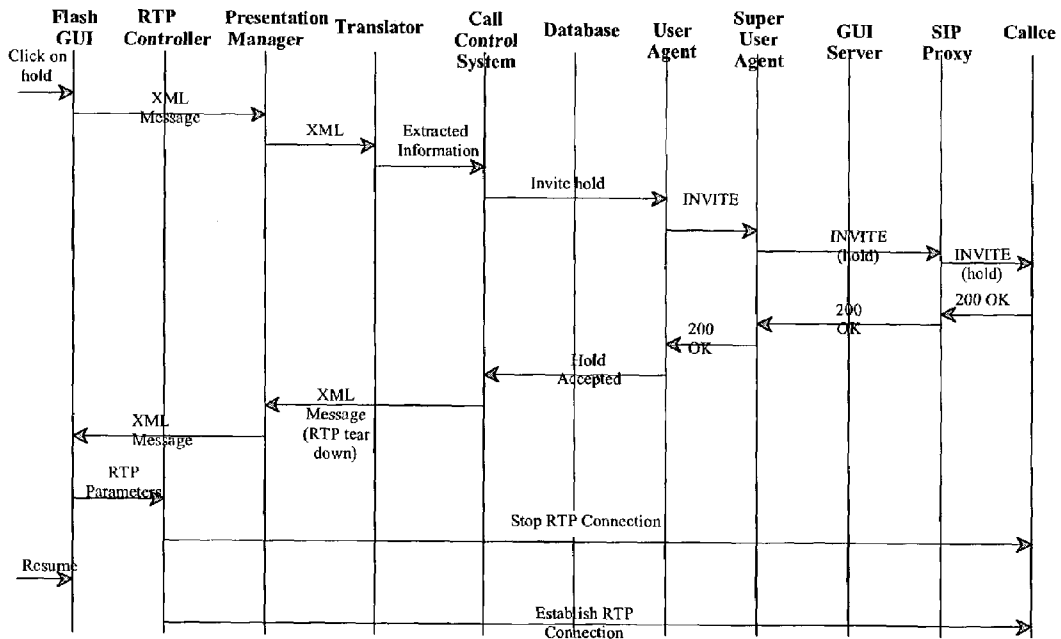 Flash
GUI
RTP
Controller
Presentation
Manager
Translator
Call
Control
System
Database
User
Agent
Super
User
Agent
GUI
Server
SIP
Proxy
Callee
Click on
hold
XML
Message
XML
Extracted
Information
Invite hold
INVITE
INVITE
(hold)
INVITE
(hold)
200 OK
200
OK
200
OK
Hold
Accepted
XML
Message
(RTP tear
down)
XML
Message
RTP
Parameters
Stop RTP Connection
Resume
Establish RTP
Connection